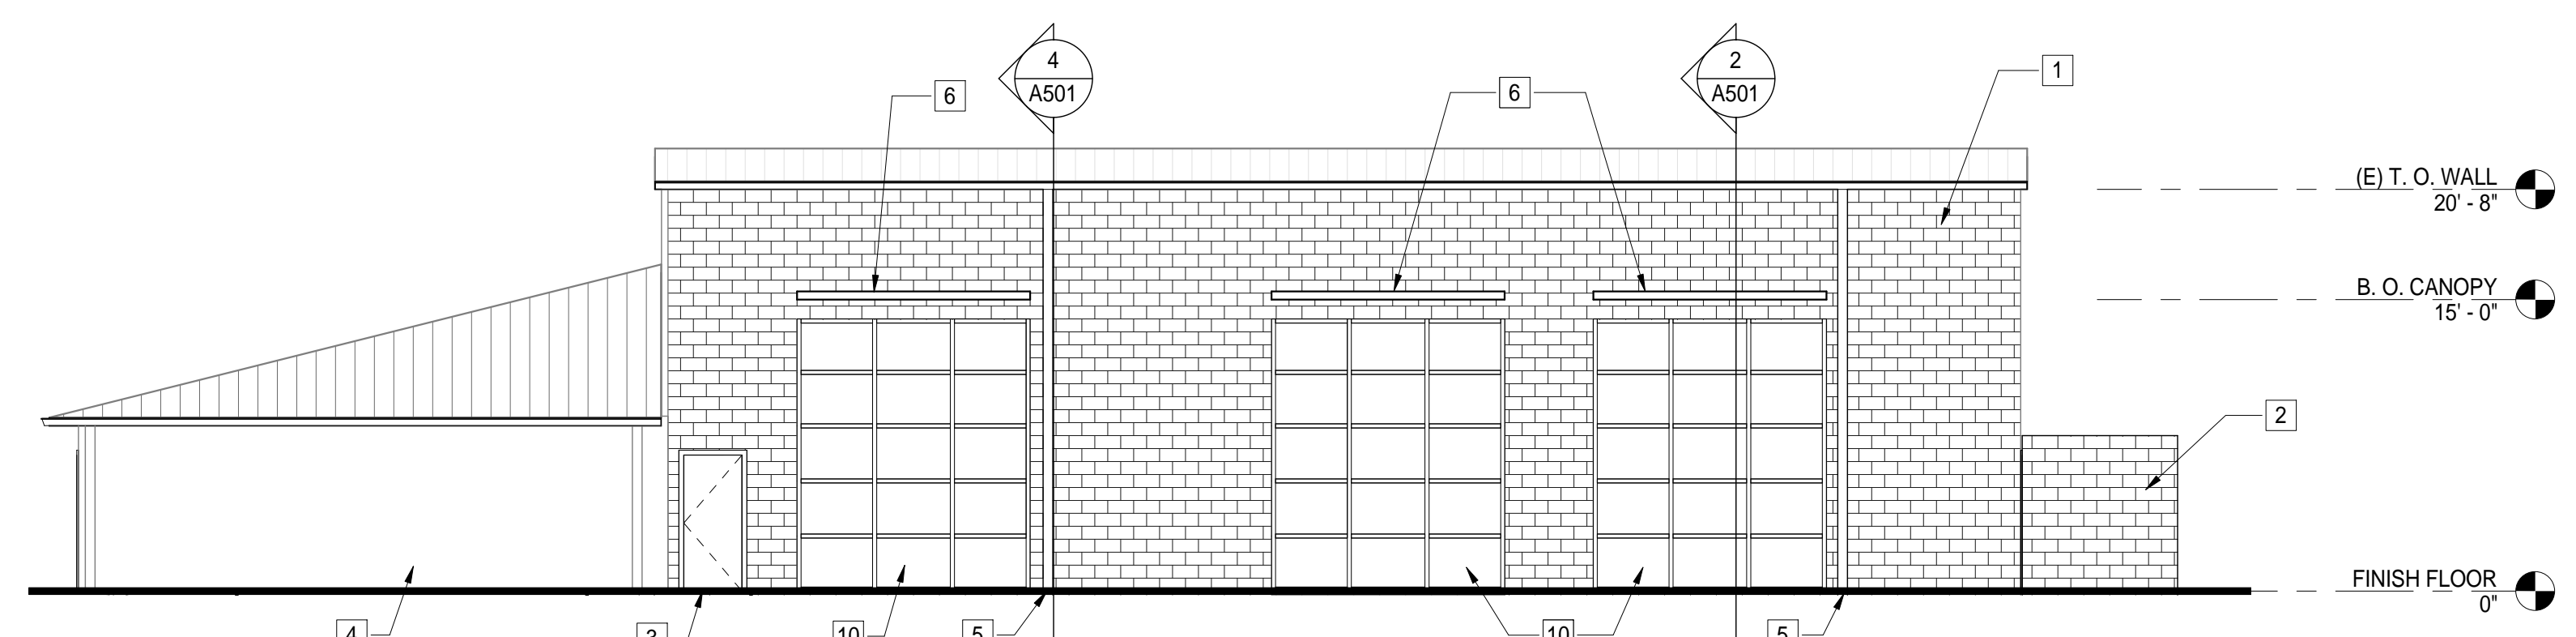 4
A501
2
A501
1
6
6
(E) T. O. WALL
20' - 8"
B. O. CANOPY
15' - 0"
2
FINISH FLOOR
0"
4
3
10
5
10
5